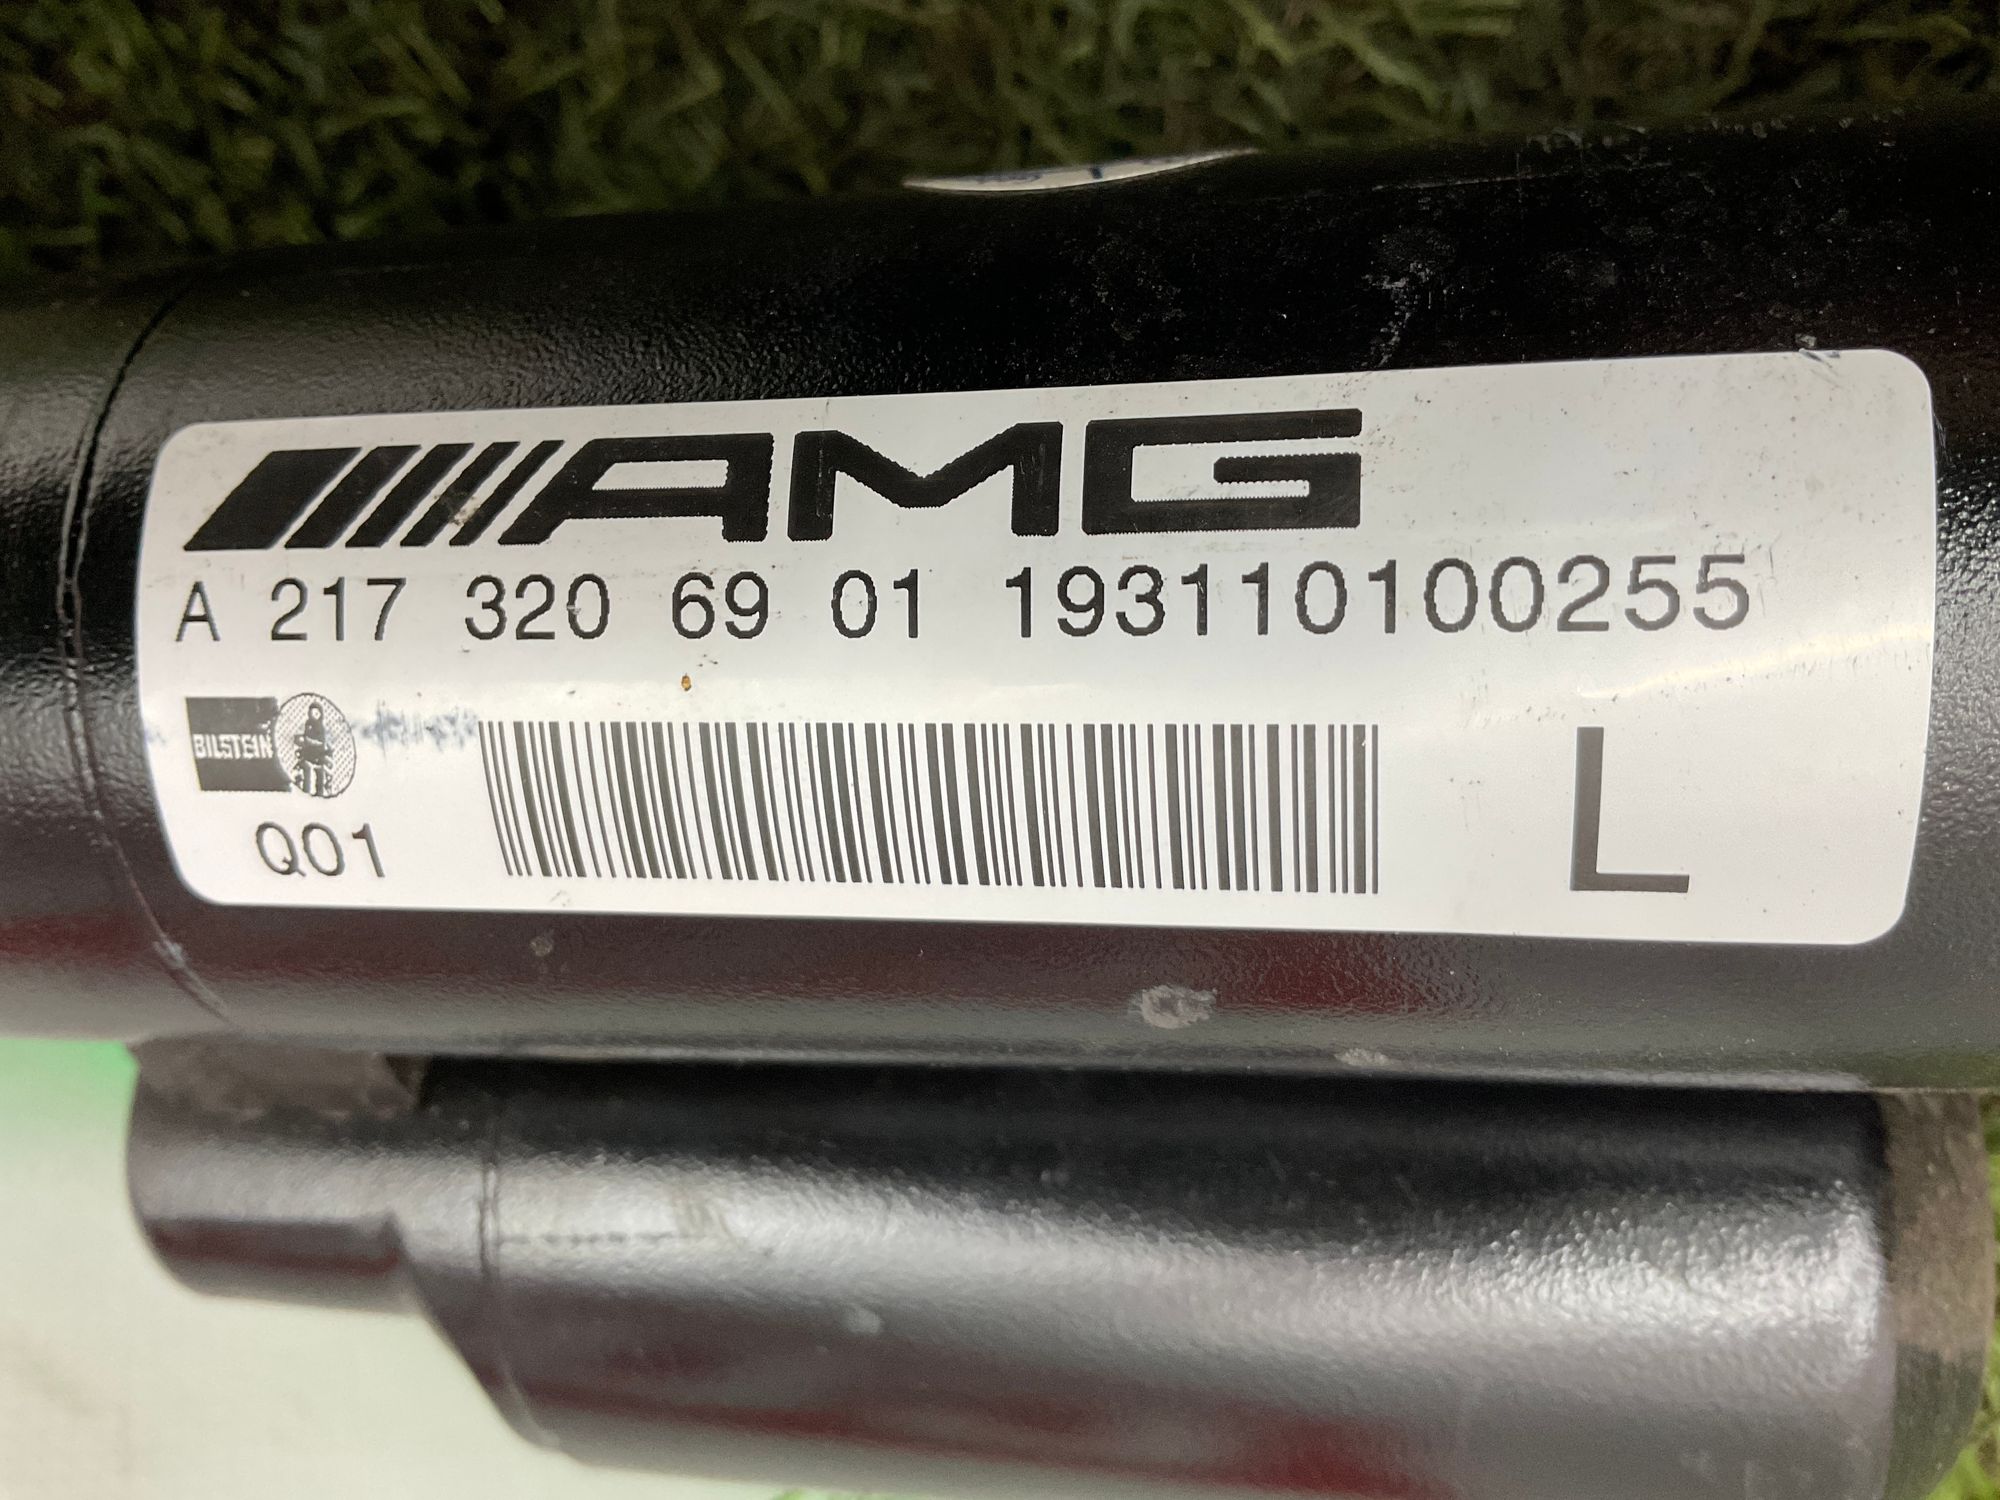 AMG
A 217 320 69 01 193110100255
BILSTEIN
Q01
L